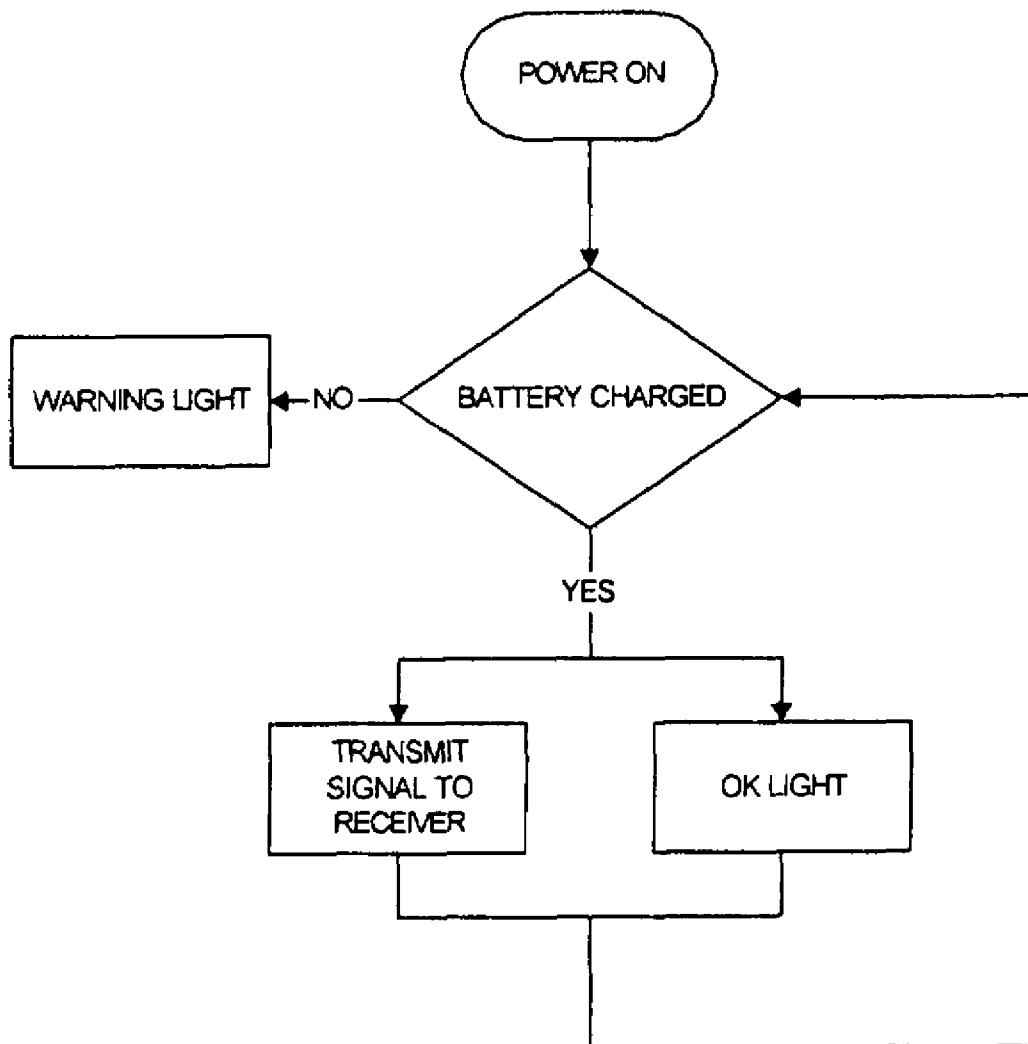 POWER ON
BATTERY CHARGED
NO
WARNING LIGHT
YES
TRANSMIT
SIGNAL TO
RECEIVER
OK LIGHT